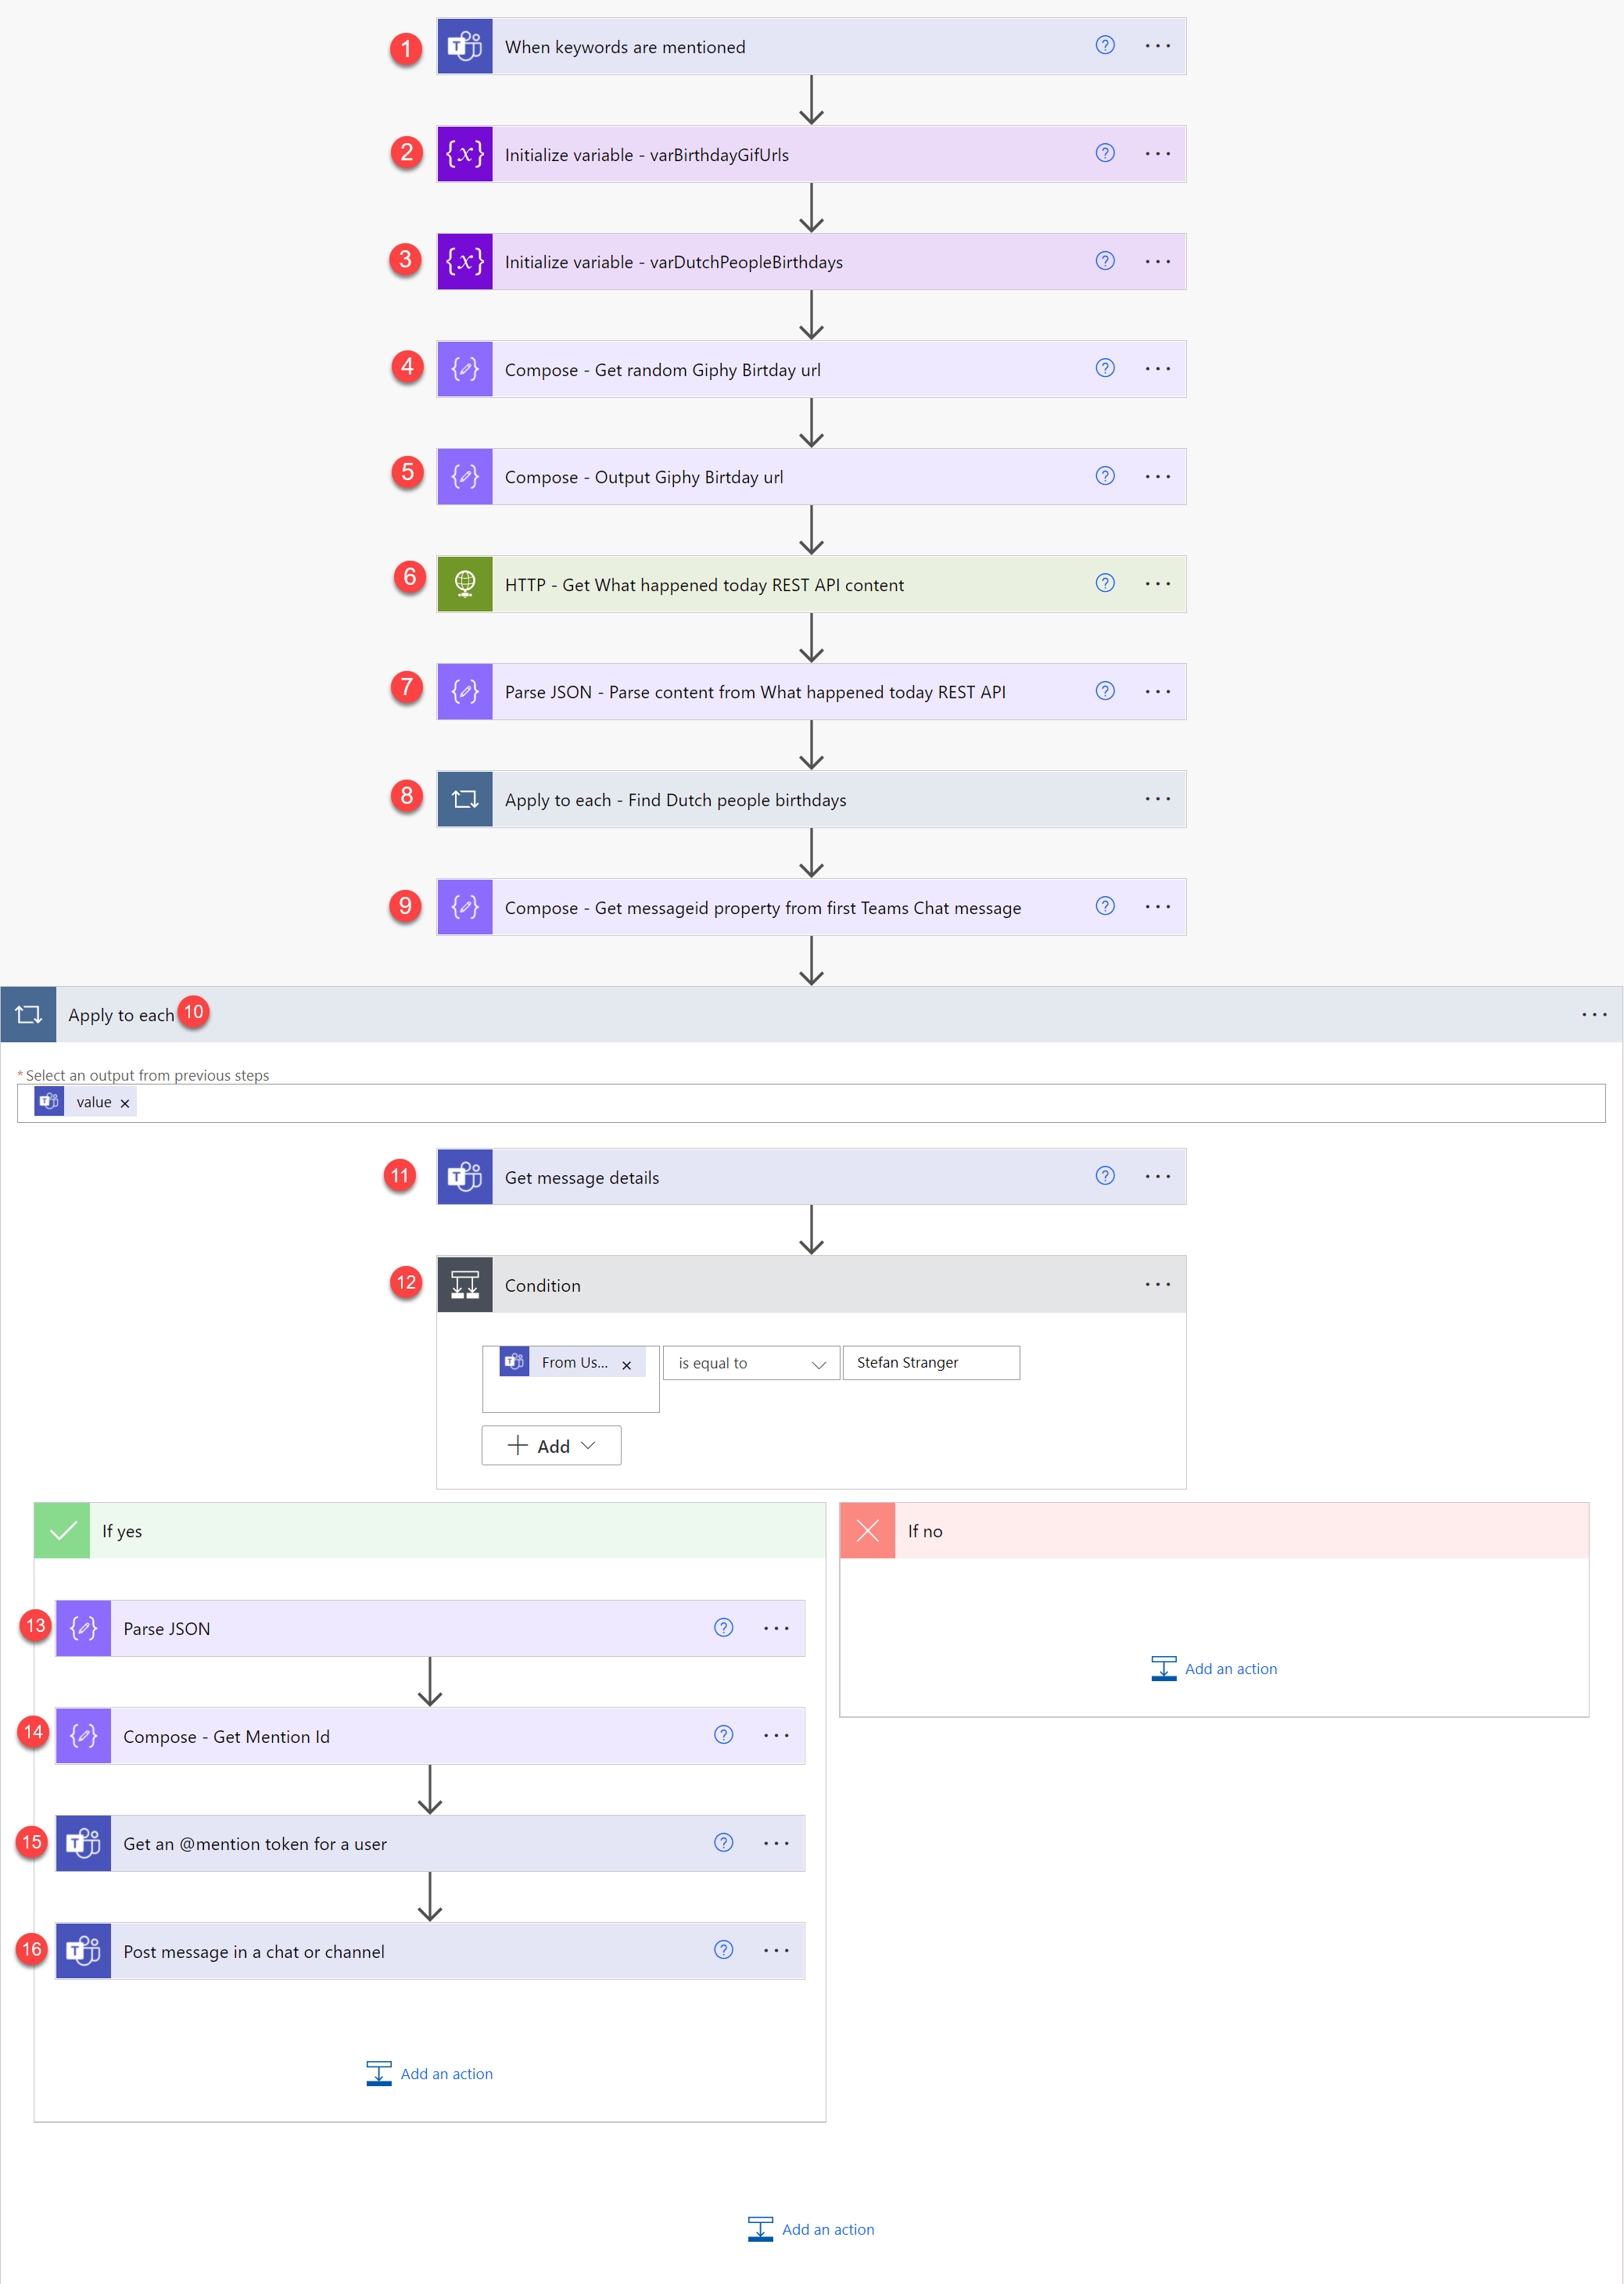 1 When keywords are mentioned
2 Initialize variable - varBirthdayGifUrls
3 Initialize variable - varDutchPeopleBirthdays
4 Compose - Get random Giphy Birtday url
5 Compose - Output Giphy Birtday url
6 HTTP - Get What happened today REST API content
7 Parse JSON - Parse content from What happened today REST API
8 Apply to each - Find Dutch people birthdays
9 Compose - Get messageid property from first Teams Chat message
Apply to each 10
* Select an output from previous steps
value ×
11 Get message details
12 Condition
From Us... × is equal to Stefan Stranger
+ Add
If yes
If no
13 Parse JSON
Add an action
14 Compose - Get Mention Id
15 Get an @mention token for a user
16 Post message in a chat or channel
Add an action
Add an action